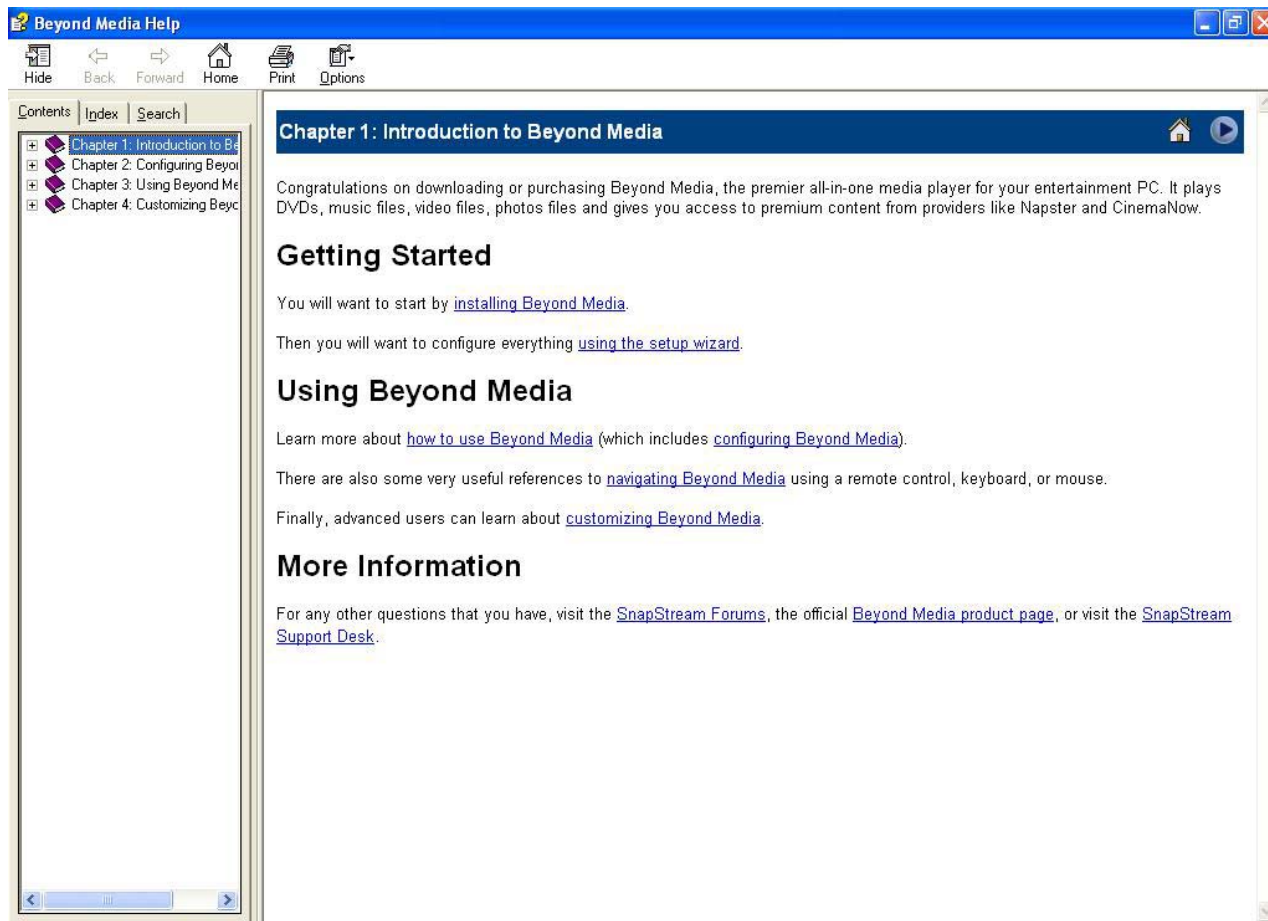 Beyond Media Help
Hide Back Forward Home Print Options
Contents Index Search
Chapter 1: Introduction to Be
Chapter 2: Configuring Beyo
Chapter 3: Using Beyond Me
Chapter 4: Customizing Beyc
Chapter 1: Introduction to Beyond Media
Congratulations on downloading or purchasing Beyond Media, the premier all-in-one media player for your entertainment PC. It plays
DVDs, music files, video files, photos files and gives you access to premium content from providers like Napster and CinemaNow.
Getting Started
You will want to start by installing Beyond Media.
Then you will want to configure everything using the setup wizard.
Using Beyond Media
Learn more about how to use Beyond Media (which includes configuring Beyond Media).
There are also some very useful references to navigating Beyond Media using a remote control, keyboard, or mouse.
Finally, advanced users can learn about customizing Beyond Media.
More Information
For any other questions that you have, visit the SnapStream Forums, the official Beyond Media product page, or visit the SnapStream
Support Desk.